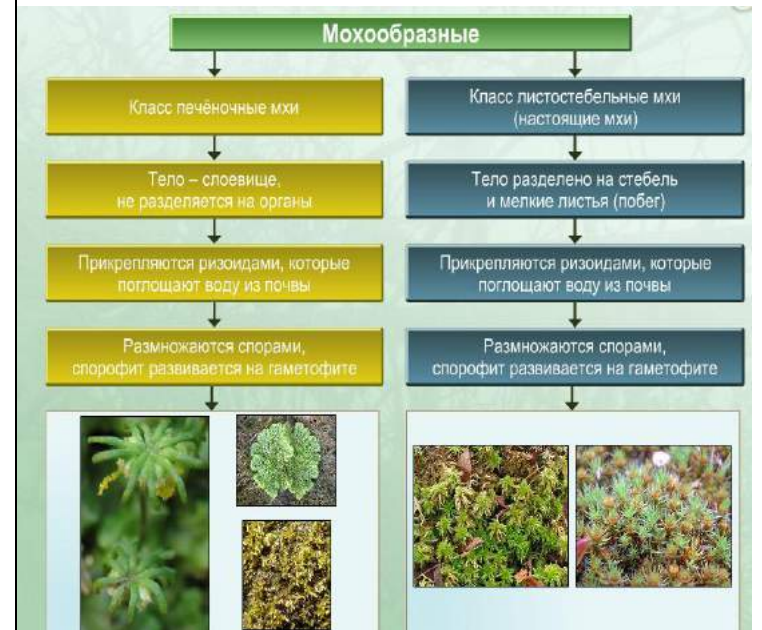 Мохообразные
Класс печёночные мхи
Тело – слоевище,
не разделяется на органы
Прикрепляются ризоидами, которые
поглощают воду из почвы
Размножаются спорами,
спорофит развивается на гаметофите
Класс листостебельные мхи
(настоящие мхи)
Тело разделено на стебель
и мелкие листья (побег)
Прикрепляются ризоидами, которые
поглощают воду из почвы
Размножаются спорами,
спорофит развивается на гаметофите